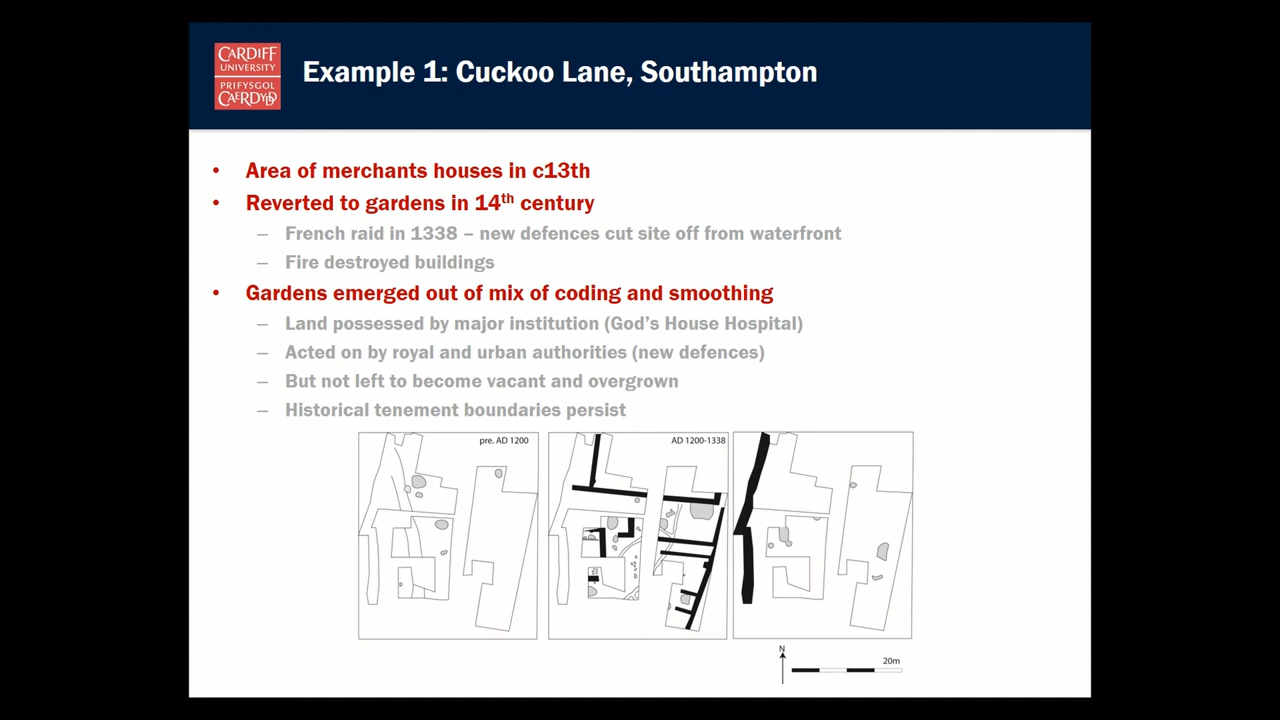 CARDIFF
UNIVERSITY
PRIFYSGOL
CAERDYDD
Example 1: Cuckoo Lane, Southampton
• Area of merchants houses in c13th
• Reverted to gardens in 14th century
– French raid in 1338 – new defences cut site off from waterfront
– Fire destroyed buildings
• Gardens emerged out of mix of coding and smoothing
– Land possessed by major institution (God's House Hospital)
– Acted on by royal and urban authorities (new defences)
– But not left to become vacant and overgrown
– Historical tenement boundaries persist
pre. AD 1200
AD 1200-1338
N
20m